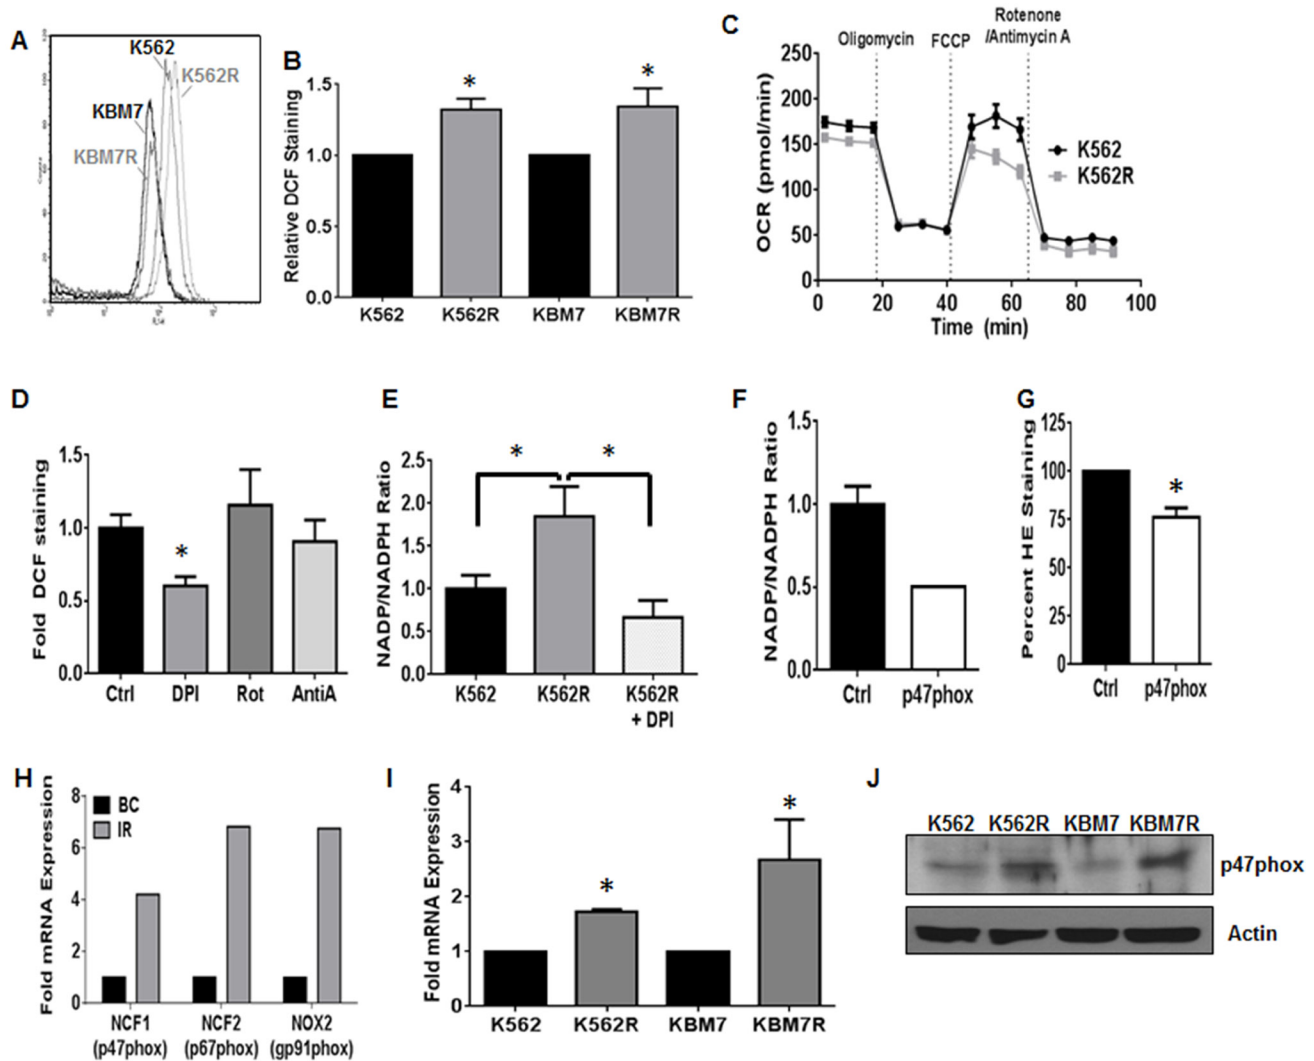 A
K562
K562R
KBM7
KBM7R
B
Relative DCF Staining
1.5
1.0
0.5
0.0
*
*
K562
K562R
KBM7
KBM7R
C
Oligomycin
FCCP
Rotenone
/Antimycin A
OCR (pmol/min)
250
200
150
100
50
0
K562
K562R
0
20
40
60
80
100
Time (min)
D
Fold DCF staining
1.5
1.0
0.5
0.0
*
Ctrl
DPI
Rot
AntiA
E
NADP/NADPH Ratio
2.5
2.0
1.5
1.0
0.5
0.0
*
*
K562
K562R
K562R
+ DPI
F
NADP/NADPH Ratio
1.5
1.0
0.5
0.0
Ctrl
p47phox
G
Percent HE Staining
125
100
75
50
25
0
*
Ctrl
p47phox
H
Fold mRNA Expression
8
6
4
2
0
BC
IR
NCF1
(p47phox)
NCF2
(p67phox)
NOX2
(gp91phox)
I
Fold mRNA Expression
4
3
2
1
0
*
*
K562
K562R
KBM7
KBM7R
J
K562 K562R KBM7 KBM7R
p47phox
Actin